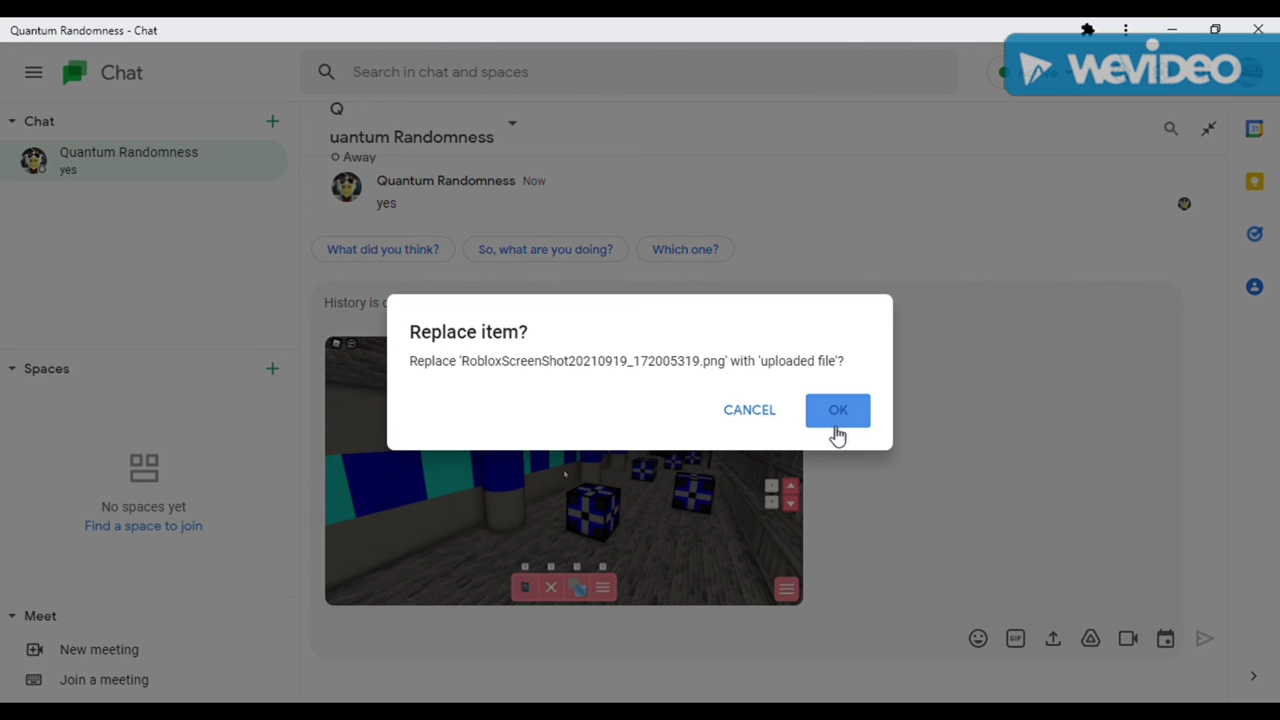 Quantum Randomness - Chat
WEVIDEO
Chat
Search in chat and spaces
Chat
Quantum Randomness
yes
Q
uantum Randomness
Away
Quantum Randomness Now
yes
What did you think?
So, what are you doing?
Which one?
History is
Replace item?
Replace 'RobloxScreenShot20210919_172005319.png' with 'uploaded file'?
CANCEL
OK
Spaces
No spaces yet
Find a space to join
Meet
New meeting
Join a meeting
GIF
31